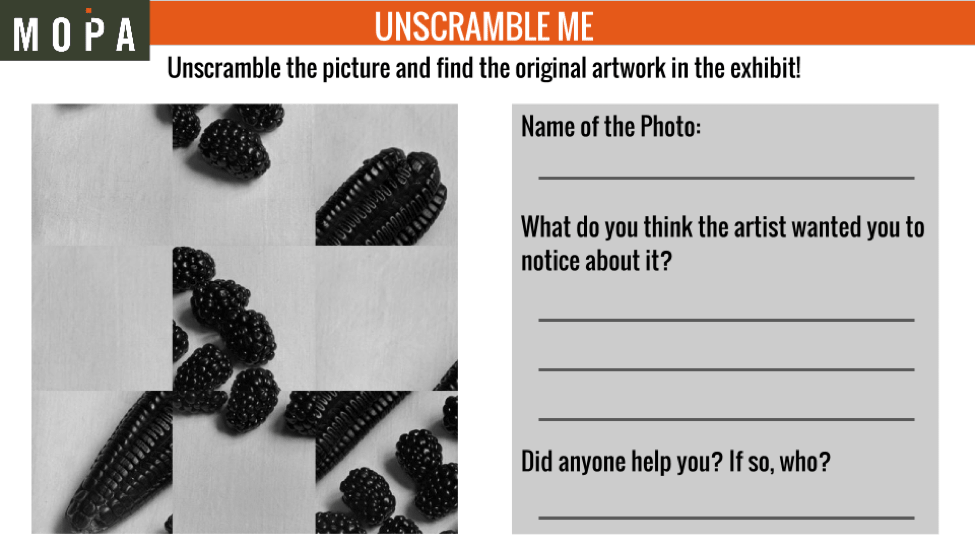 MOPA
UNSCRAMBLE ME
Unscramble the picture and find the original artwork in the exhibit!
Name of the Photo:
What do you think the artist wanted you to
notice about it?
Did anyone help you? If so, who?